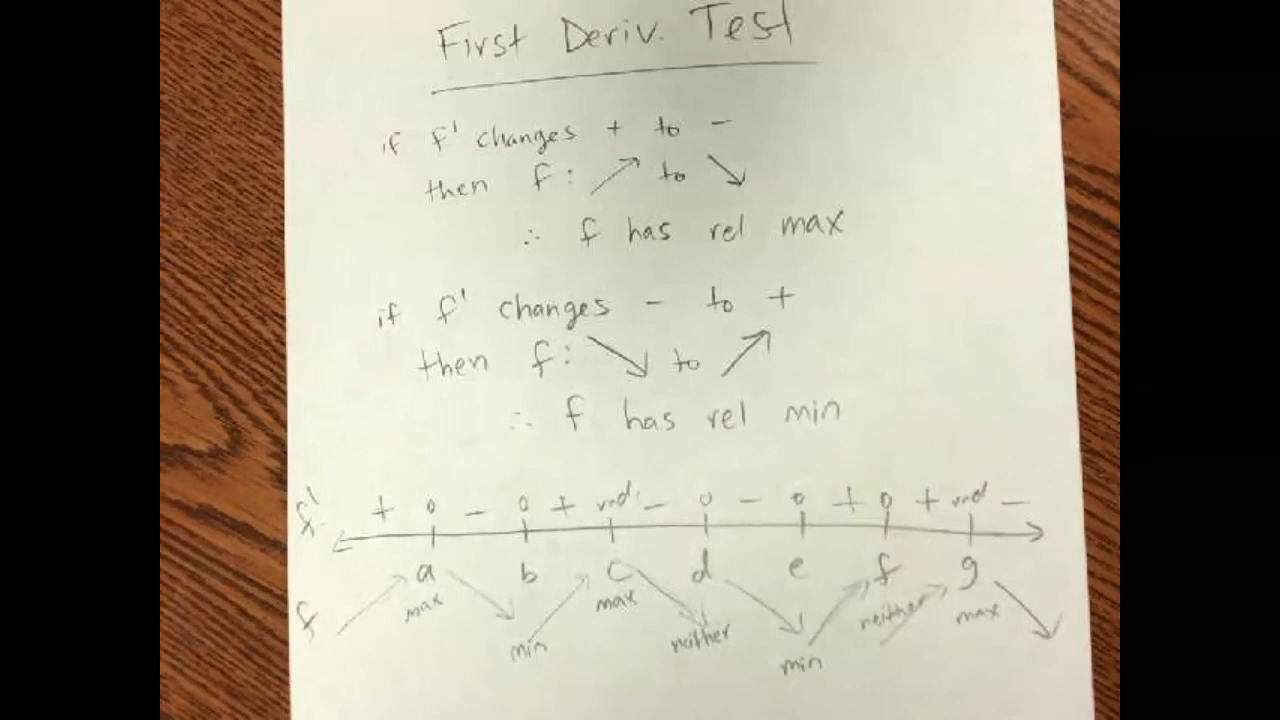 First Deriv. Test
if f' changes + to −
then f: ↗ to ↘
∴ f has rel max
if f' changes − to +
then f: ↘ to ↗
∴ f has rel min
f' + 0 − 0 + und. − 0 − 0 + 0 + und −
a b c d e f g
f max min max neither min neither max